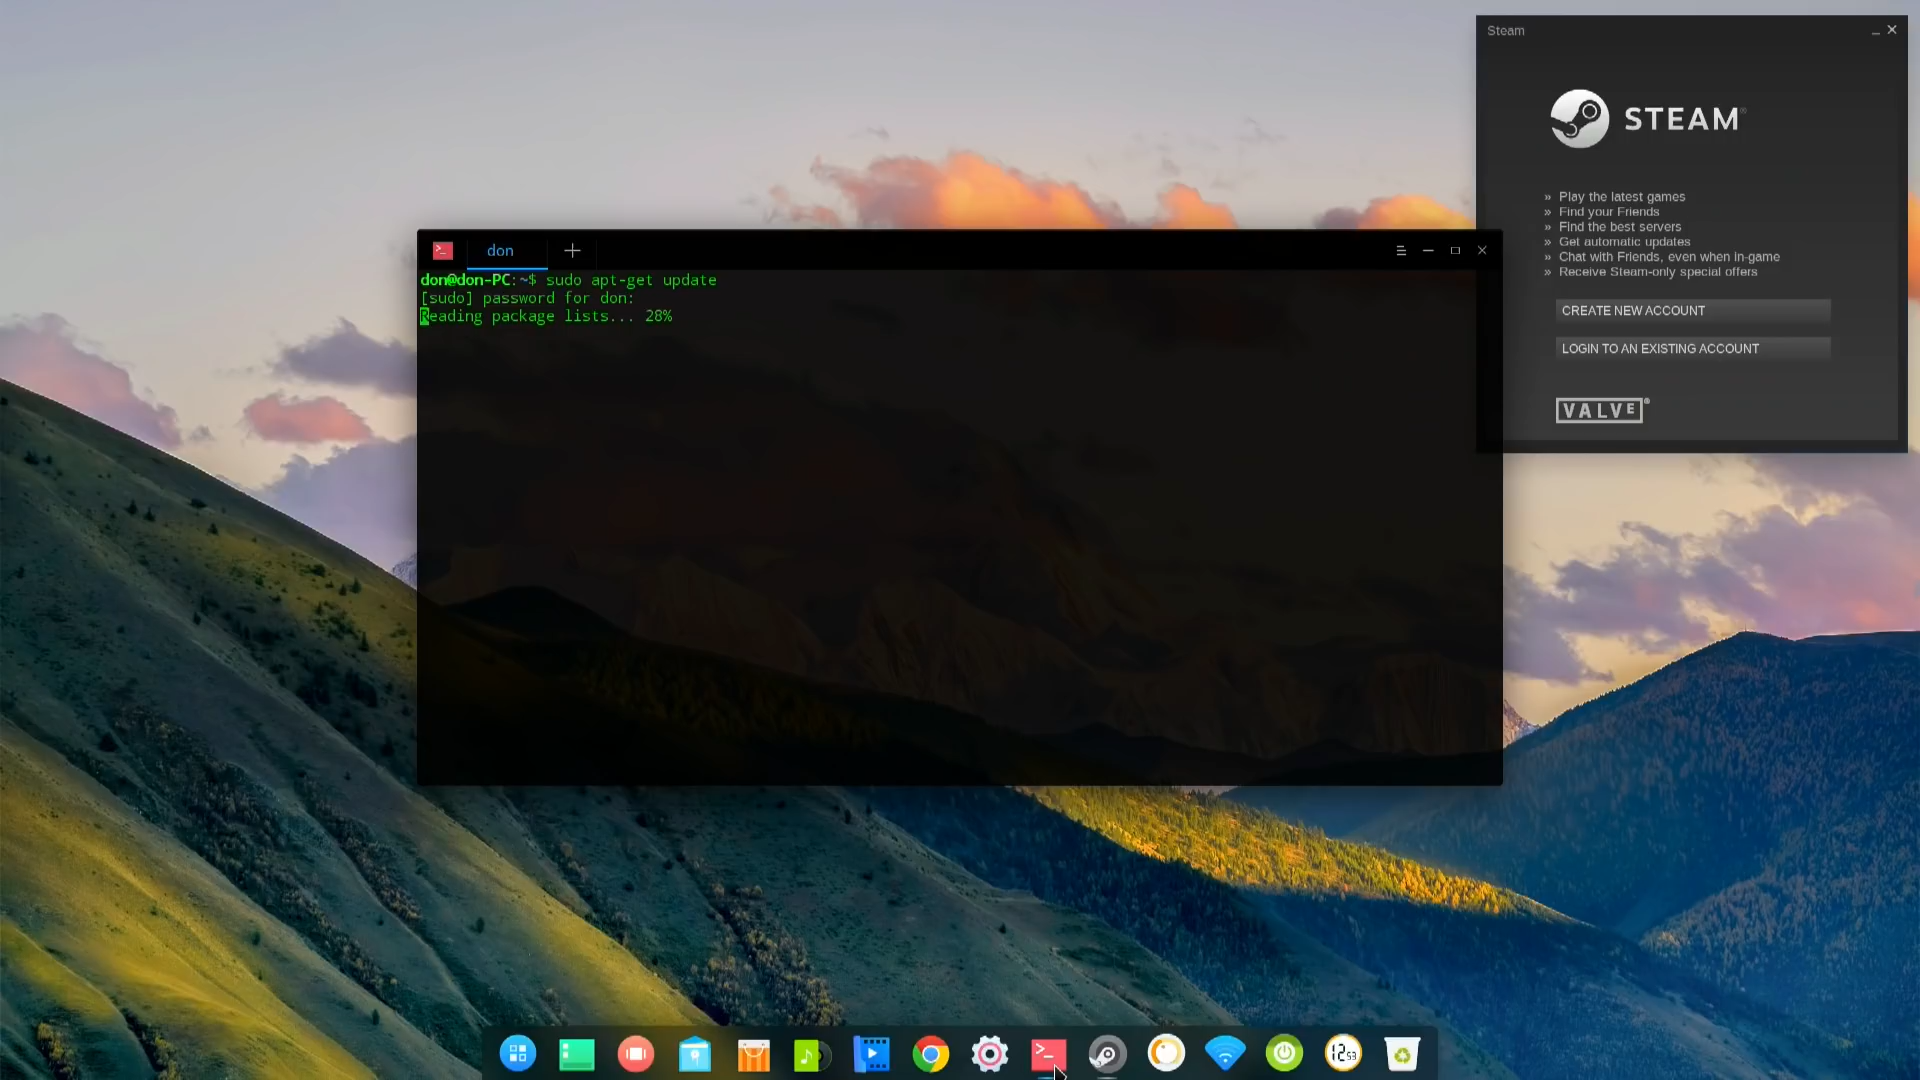 Steam
STEAM
» Play the latest games
» Find your Friends
» Find the best servers
» Get automatic updates
» Chat with Friends, even when in-game
» Receive Steam-only special offers
CREATE NEW ACCOUNT
LOGIN TO AN EXISTING ACCOUNT
VALVE®
don
don@don-PC:~$ sudo apt-get update
[sudo] password for don:
Reading package lists... 28%
12 53